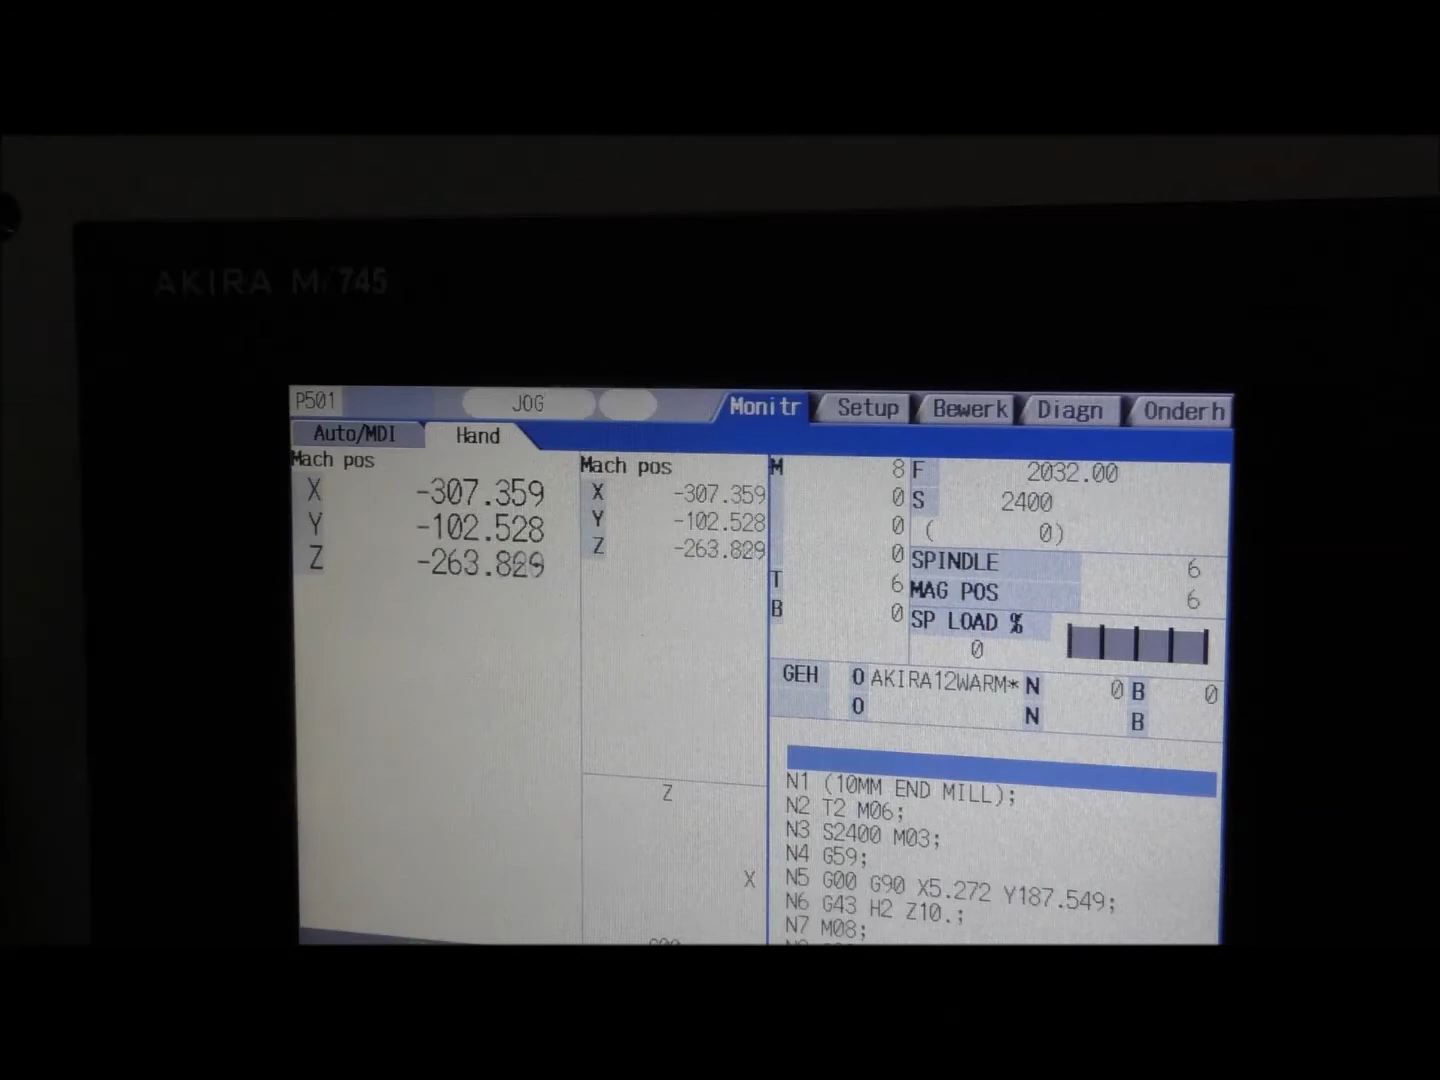 AKIRA Mi745
P501 JOG Monitr Setup Bewerk Diagn Onderh
Auto/MDI Hand
Mach pos
X -307.359
Y -102.528
Z -263.829
Mach pos
X -307.359
Y -102.528
Z -263.829
Z
X
M 8
0
0
0
T 6
B 0
F 2032.00
S 2400
( 0)
SPINDLE 6
MAG POS 6
SP LOAD %
0
GEH O AKIRA12WARM* N 0 B 0
O N B
N1 (10MM END MILL);
N2 T2 M06;
N3 S2400 M03;
N4 G59;
N5 G00 G90 X5.272 Y187.549;
N6 G43 H2 Z10.;
N7 M08;